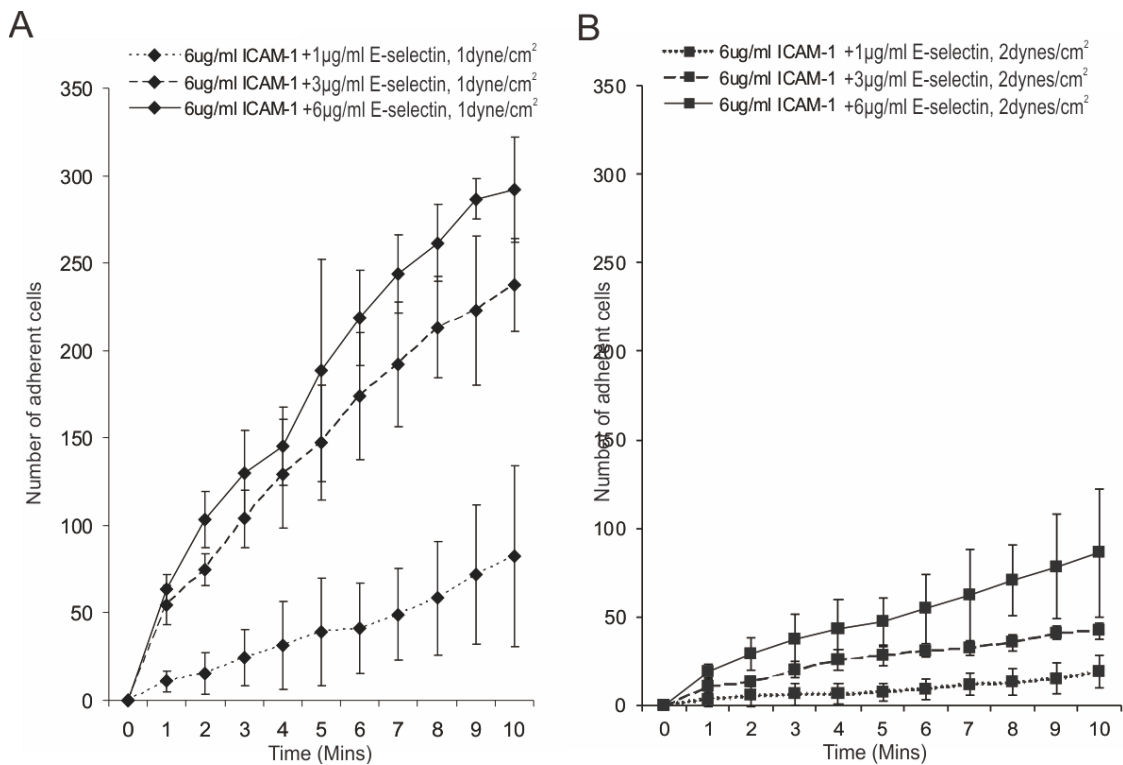 A
6ug/ml ICAM-1 +1µg/ml E-selectin, 1dyne/cm²
6ug/ml ICAM-1 +3µg/ml E-selectin, 1dyne/cm²
6ug/ml ICAM-1 +6µg/ml E-selectin, 1dyne/cm²
350
300
250
200
150
100
50
0
Number of adherent cells
0 1 2 3 4 5 6 7 8 9 10
Time (Mins)
B
6ug/ml ICAM-1 +1µg/ml E-selectin, 2dynes/cm²
6ug/ml ICAM-1 +3µg/ml E-selectin, 2dynes/cm²
6ug/ml ICAM-1 +6µg/ml E-selectin, 2dynes/cm²
350
300
250
200
150
100
50
0
Number of adherent cells
0 1 2 3 4 5 6 7 8 9 10
Time (Mins)